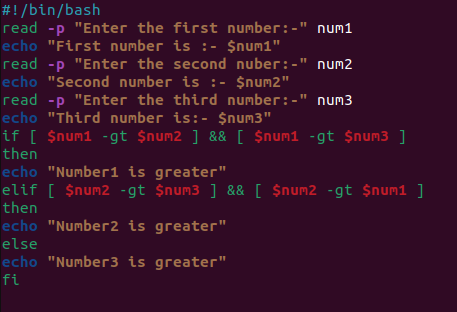 #!/bin/bash
read -p "Enter the first number:-" num1
echo "First number is :- $num1"
read -p "Enter the second nuber:-" num2
echo "Second number is :- $num2"
read -p "Enter the third number:-" num3
echo "Third number is:- $num3"
if [ $num1 -gt $num2 ] && [ $num1 -gt $num3 ]
then
echo "Number1 is greater"
elif [ $num2 -gt $num3 ] && [ $num2 -gt $num1 ]
then
echo "Number2 is greater"
else
echo "Number3 is greater"
fi